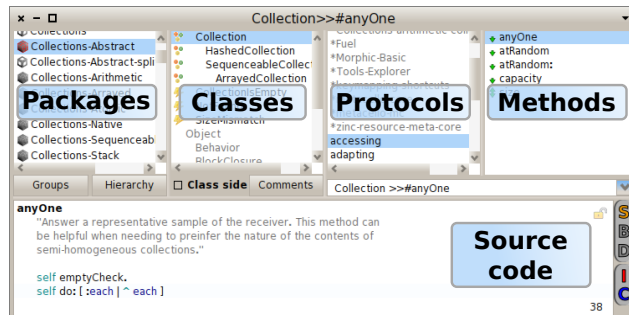 Collection>>#anyOne
Collections
Collections-Abstract
Collections-Abstract-spli
Collections-Arithmetic
Packages
Collections-Native
Collections-Sequenceab
Collections-Stack
Collection
HashedCollection
SequenceableCollect
ArrayedCollection
CollectionIsEmpty
Classes
SizeMismatch
Object
Behavior
BlockClosure
*Fuel
*Morphic-Basic
*Tools-Explorer
*keymapping-shortcuts
Protocols
*zinc-resource-meta-core
accessing
adapting
anyOne
atRandom
atRandom:
capacity
Methods
Groups
Hierarchy
Class side
Comments
Collection >>#anyOne
anyOne
"Answer a representative sample of the receiver. This method can
be helpful when needing to preinfer the nature of the contents of
semi-homogeneous collections."
self emptyCheck.
self do: [ :each | ^ each ]
Source
code
38
S
B
D
I
C